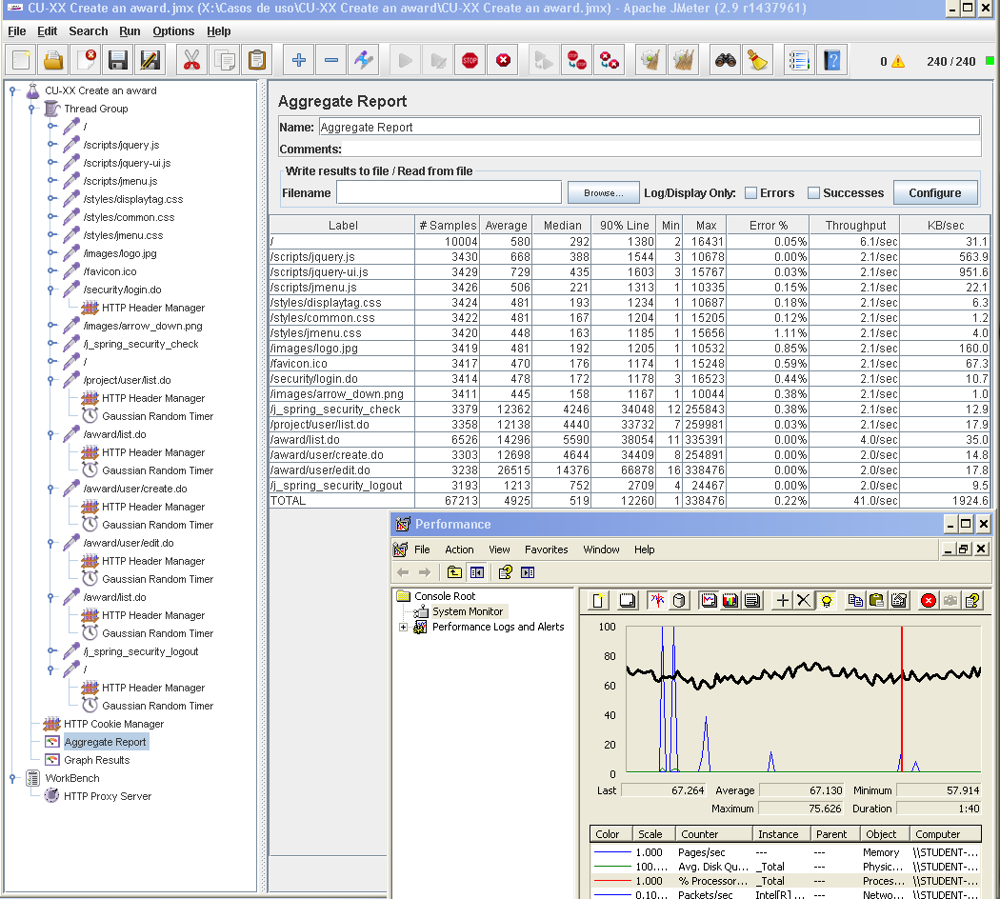 CU-XX Create an award.jmx (X:\Casos de uso\CU-XX Create an award\CU-XX Create an award.jmx) - Apache JMeter (2.9 r1437961)
File Edit Search Run Options Help
0 240 / 240
CU-XX Create an award
Thread Group
/
/scripts/jquery.js
/scripts/jquery-ui.js
/scripts/jmenu.js
/styles/displaytag.css
/styles/common.css
/styles/jmenu.css
/images/logo.jpg
/favicon.ico
/security/login.do
HTTP Header Manager
/images/arrow_down.png
/j_spring_security_check
/
/project/user/list.do
HTTP Header Manager
Gaussian Random Timer
/award/list.do
HTTP Header Manager
Gaussian Random Timer
/award/user/create.do
HTTP Header Manager
Gaussian Random Timer
/award/user/edit.do
HTTP Header Manager
Gaussian Random Timer
/award/list.do
HTTP Header Manager
Gaussian Random Timer
/j_spring_security_logout
/
HTTP Header Manager
Gaussian Random Timer
HTTP Cookie Manager
Aggregate Report
Graph Results
WorkBench
HTTP Proxy Server
Aggregate Report
Name: Aggregate Report
Comments:
Write results to file / Read from file
Filename Browse... Log/Display Only: Errors Successes Configure
Label # Samples Average Median 90% Line Min Max Error % Throughput KB/sec
/ 10004 580 292 1380 2 16431 0.05% 6.1/sec 31.1
/scripts/jquery.js 3430 668 388 1544 3 10678 0.00% 2.1/sec 563.9
/scripts/jquery-ui.js 3429 729 435 1603 3 15767 0.03% 2.1/sec 951.6
/scripts/jmenu.js 3426 506 221 1313 1 10335 0.15% 2.1/sec 22.1
/styles/displaytag.css 3424 481 193 1234 1 10687 0.18% 2.1/sec 6.3
/styles/common.css 3422 481 167 1204 1 15205 0.12% 2.1/sec 1.2
/styles/jmenu.css 3420 448 163 1185 1 15656 1.11% 2.1/sec 4.0
/images/logo.jpg 3419 481 192 1205 1 10532 0.85% 2.1/sec 160.0
/favicon.ico 3417 470 176 1174 1 15248 0.59% 2.1/sec 67.3
/security/login.do 3414 478 172 1178 3 16523 0.44% 2.1/sec 10.7
/images/arrow_down.png 3411 445 158 1167 1 10044 0.38% 2.1/sec 1.0
/j_spring_security_check 3379 12362 4246 34048 12 255843 0.38% 2.1/sec 12.9
/project/user/list.do 3358 12138 4440 33732 7 259981 0.03% 2.1/sec 17.9
/award/list.do 6526 14296 5590 38054 11 335391 0.00% 4.0/sec 35.0
/award/user/create.do 3303 12698 4644 34409 8 254891 0.00% 2.0/sec 14.8
/award/user/edit.do 3238 26515 14376 66878 16 338476 0.00% 2.0/sec 17.8
/j_spring_security_logout 3193 1213 752 2709 4 24467 0.00% 2.0/sec 9.5
TOTAL 67213 4925 519 12260 1 338476 0.22% 41.0/sec 1924.6
Performance
File Action View Favorites Window Help
Console Root
System Monitor
Performance Logs and Alerts
100
80
60
40
20
0
Last 67.264 Average 67.130 Minimum 57.914
Maximum 75.626 Duration 1:40
Color Scale Counter Instance Parent Object Computer
1.000 Pages/sec --- --- Memory \\STUDENT-...
100.... Avg. Disk Qu... _Total --- Physic... \\STUDENT-...
1.000 % Processor... _Total --- Proces... \\STUDENT-...
0.10... Packets/sec Intel[R] ... --- Netwo... \\STUDENT-...